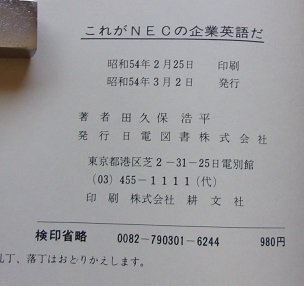 これがＮＥＣの企業英語だ
昭和54年２月25日　印刷
昭和54年３月２日　発行
著者　田久保浩平
発行　日電図書株式会社
東京都港区芝２－31－25日電別館
(03) 455－１１１１(代)
印刷　株式会社　耕文社
検印省略　0082－790301－6244　980円
丁、落丁はおとりかえします。